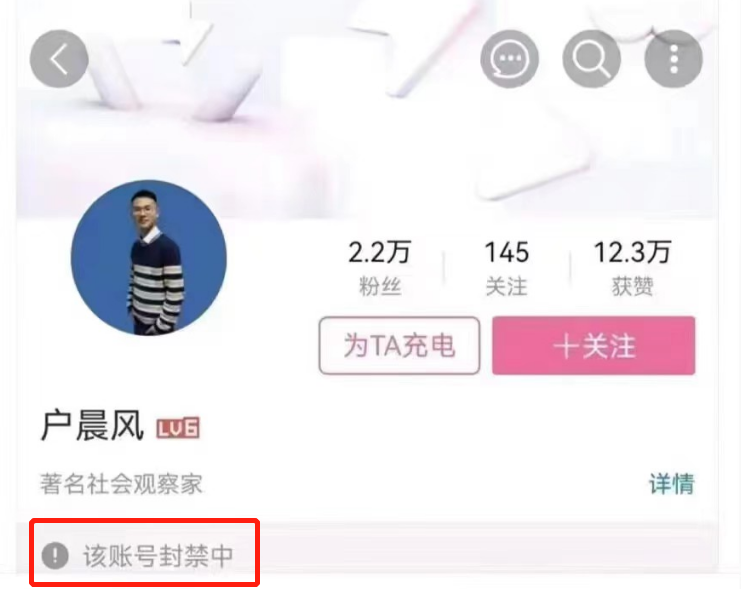 2.2万 145 12.3万
粉丝 关注 获赞
为TA充电 十关注
户晨风 LV6
著名社会观察家 详情
该账号封禁中